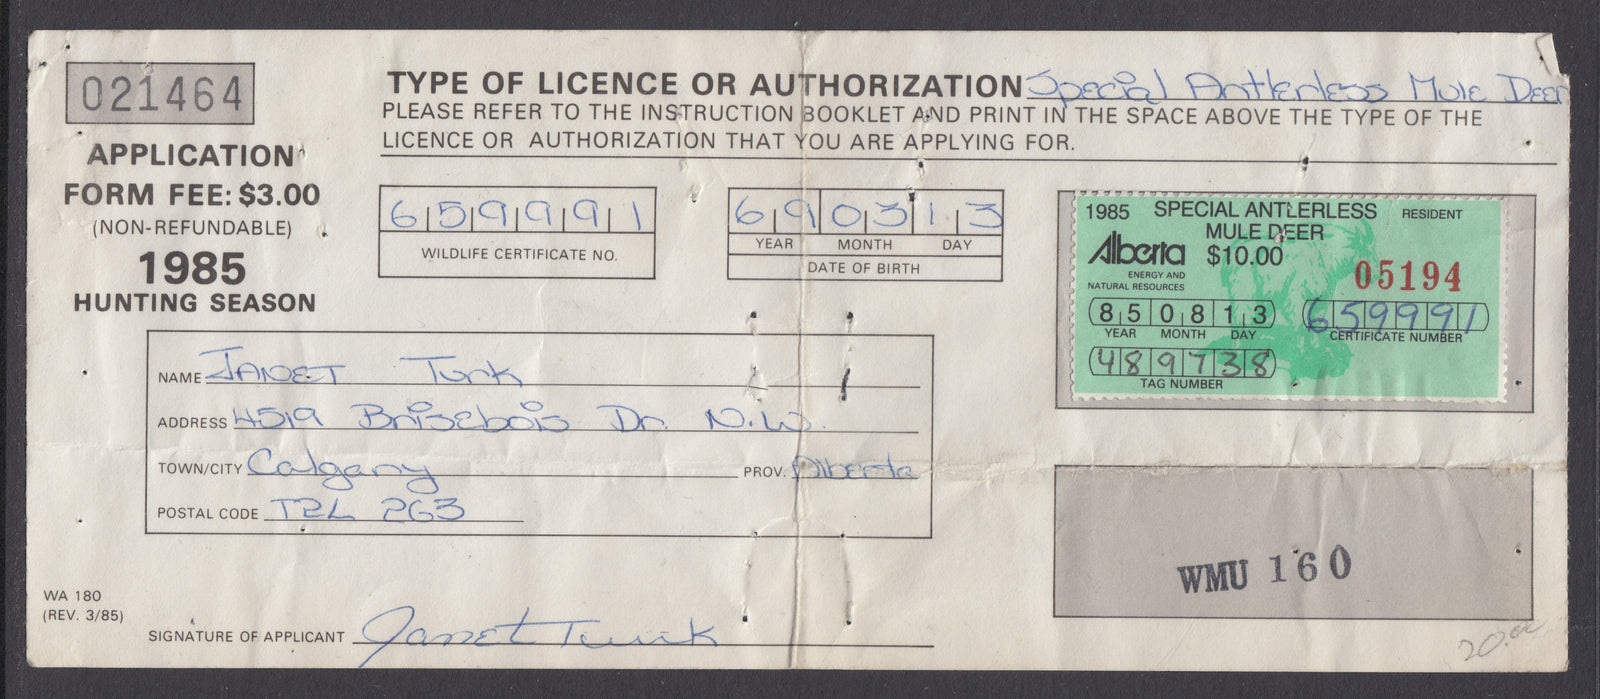 021464
TYPE OF LICENCE OR AUTHORIZATION Special Antlerless Mule Deer
PLEASE REFER TO THE INSTRUCTION BOOKLET AND PRINT IN THE SPACE ABOVE THE TYPE OF THE
LICENCE OR AUTHORIZATION THAT YOU ARE APPLYING FOR.
APPLICATION
FORM FEE: $3.00
(NON-REFUNDABLE)
1985
HUNTING SEASON
659991
WILDLIFE CERTIFICATE NO.
690313
YEAR MONTH DAY
DATE OF BIRTH
1985 SPECIAL ANTLERLESS RESIDENT
MULE DEER
Alberta $10.00
ENERGY AND
NATURAL RESOURCES
05194
850813 659991
YEAR MONTH DAY CERTIFICATE NUMBER
489738
TAG NUMBER
NAME JANET Turk
ADDRESS 4519 Brisebois Dr. N.W.
TOWN/CITY Calgary PROV. Alberta
POSTAL CODE T2L 2G3
WMU 160
WA 180
(REV. 3/85)
SIGNATURE OF APPLICANT Janet Turk
20.00